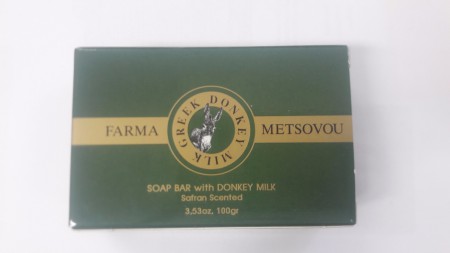 GREEK DONKEY MILK
FARMA METSOVOU
SOAP BAR with DONKEY MILK
Safran Scented
3,53oz, 100gr